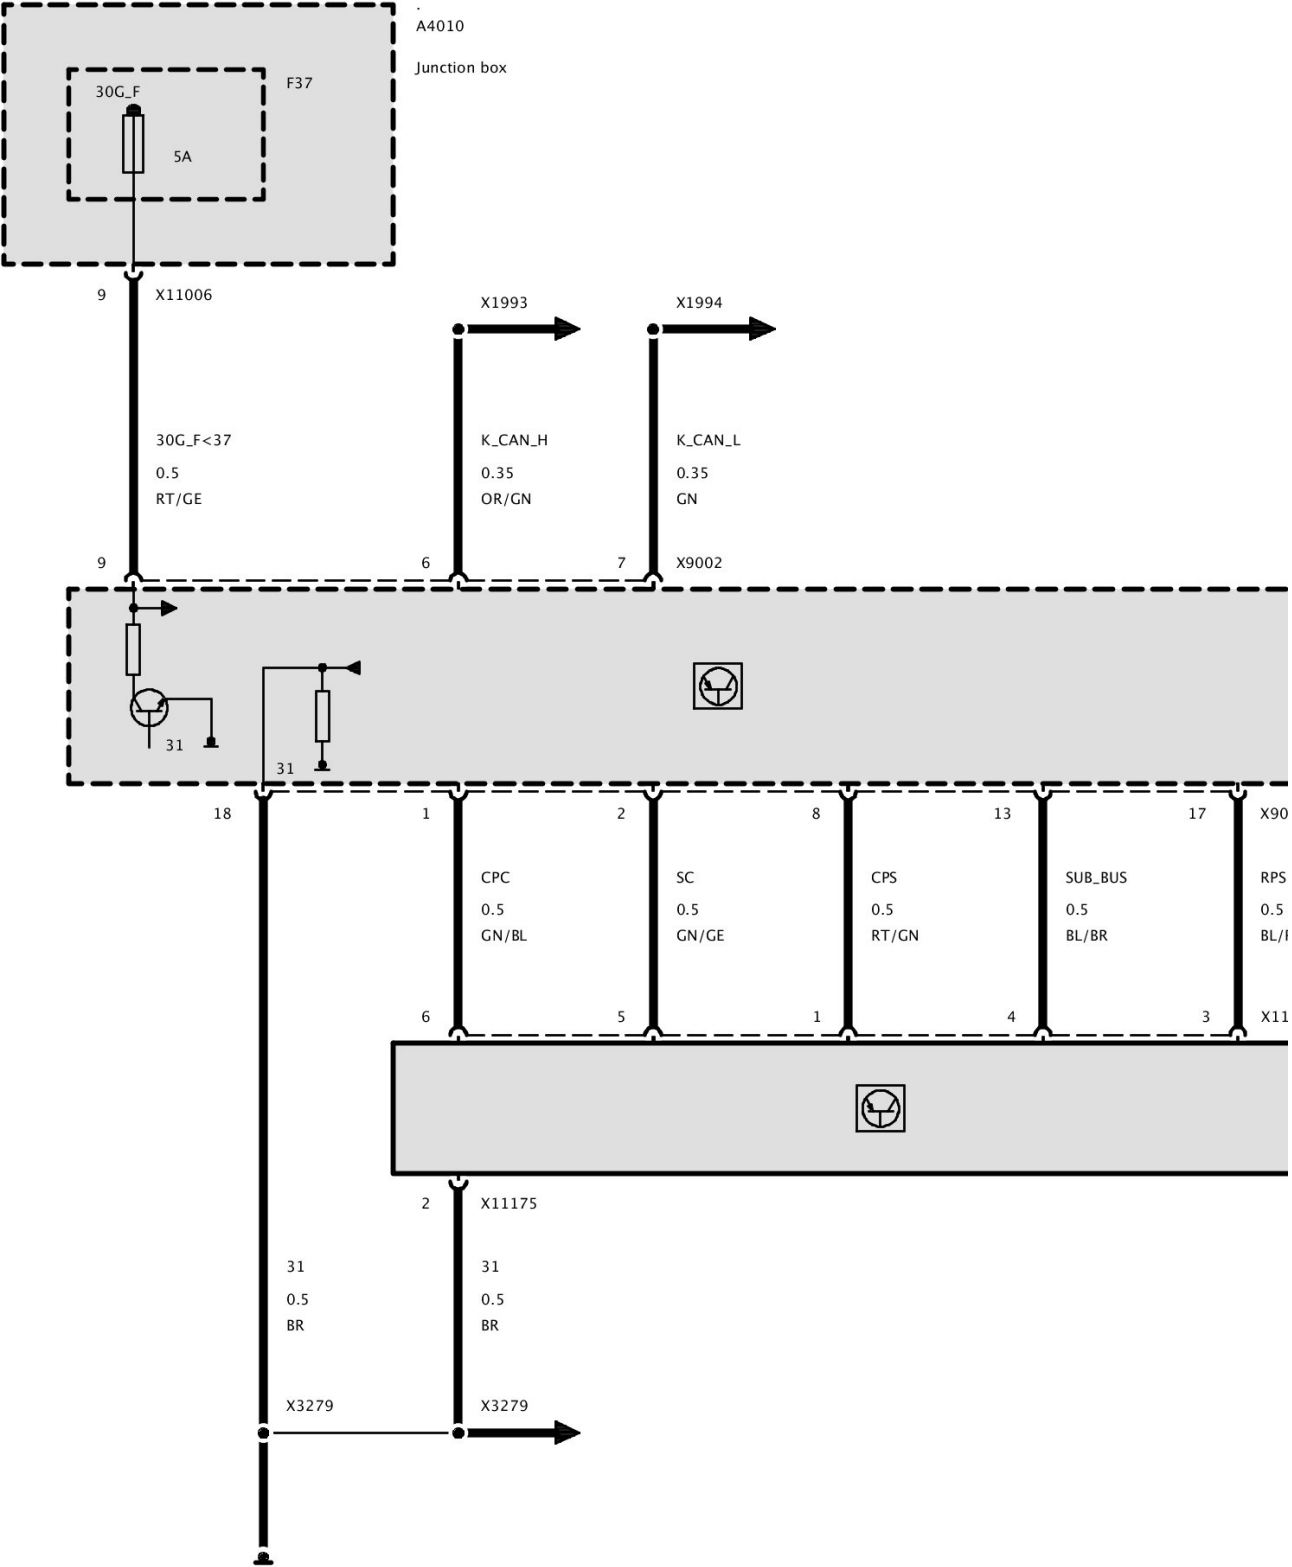 .
A4010
Junction box
F37
30G_F
5A
9 X11006
X1993 X1994
30G_F<37 K_CAN_H K_CAN_L
0.5 0.35 0.35
RT/GE OR/GN GN
9 6 7 X9002
31
31
18 1 2 8 13 17 X90
CPC SC CPS SUB_BUS RPS
0.5 0.5 0.5 0.5 0.5
GN/BL GN/GE RT/GN BL/BR
6 5 1 4 3 X11
2 X11175
31 31
0.5 0.5
BR BR
X3279 X3279